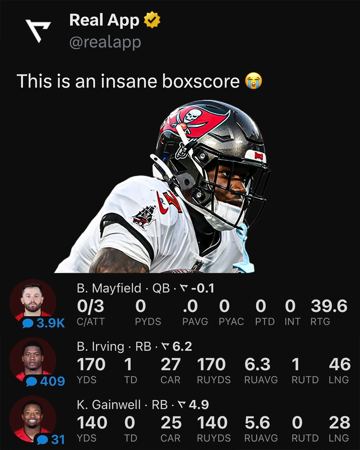 Real App
@realapp
This is an insane boxscore 😭
B. Mayfield · QB · -0.1
0/3 0 .0 0 0 0 39.6
C/ATT PYDS PAVG PYAC PTD INT RTG
3.9K
B. Irving · RB · 6.2
170 1 27 170 6.3 1 46
YDS TD CAR RUYDS RUAVG RUTD LNG
409
K. Gainwell · RB · 4.9
140 0 25 140 5.6 0 28
YDS TD CAR RUYDS RUAVG RUTD LNG
31